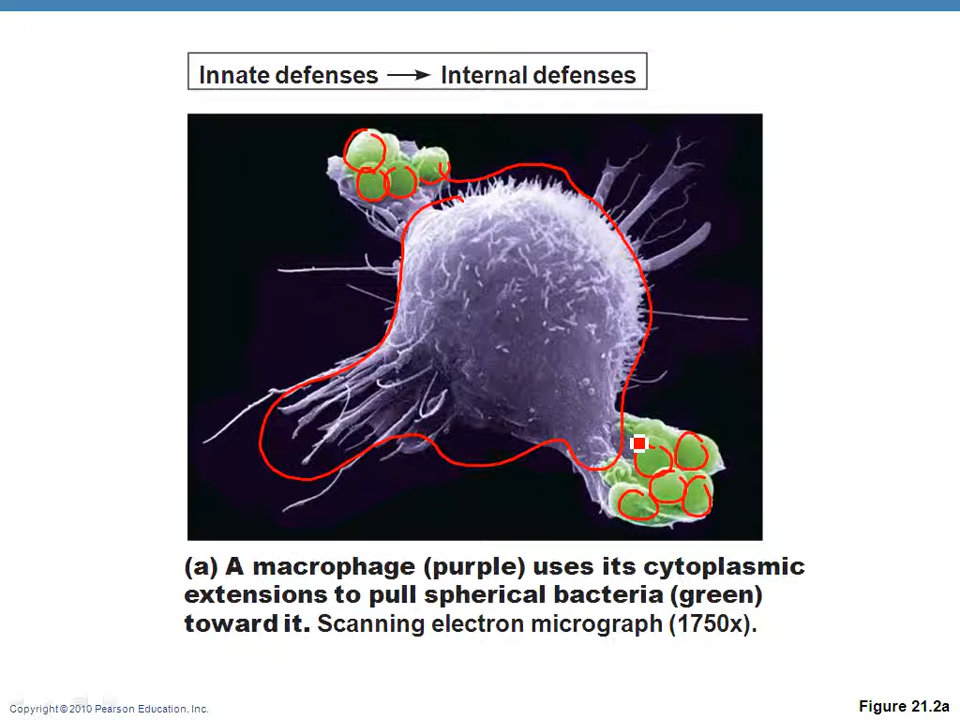 Innate defenses → Internal defenses
(a) A macrophage (purple) uses its cytoplasmic
extensions to pull spherical bacteria (green)
toward it. Scanning electron micrograph (1750x).
Copyright © 2010 Pearson Education, Inc.
Figure 21.2a